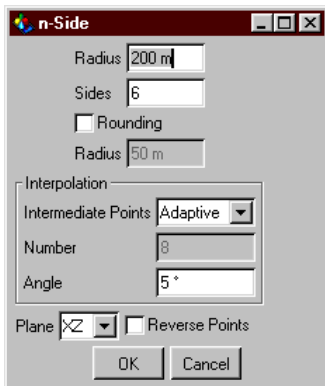 n-Side
Radius 200 m
Sides 6
Rounding
Radius 50 m
Interpolation
Intermediate Points Adaptive
Number 8
Angle 5 °
Plane XZ Reverse Points
OK Cancel